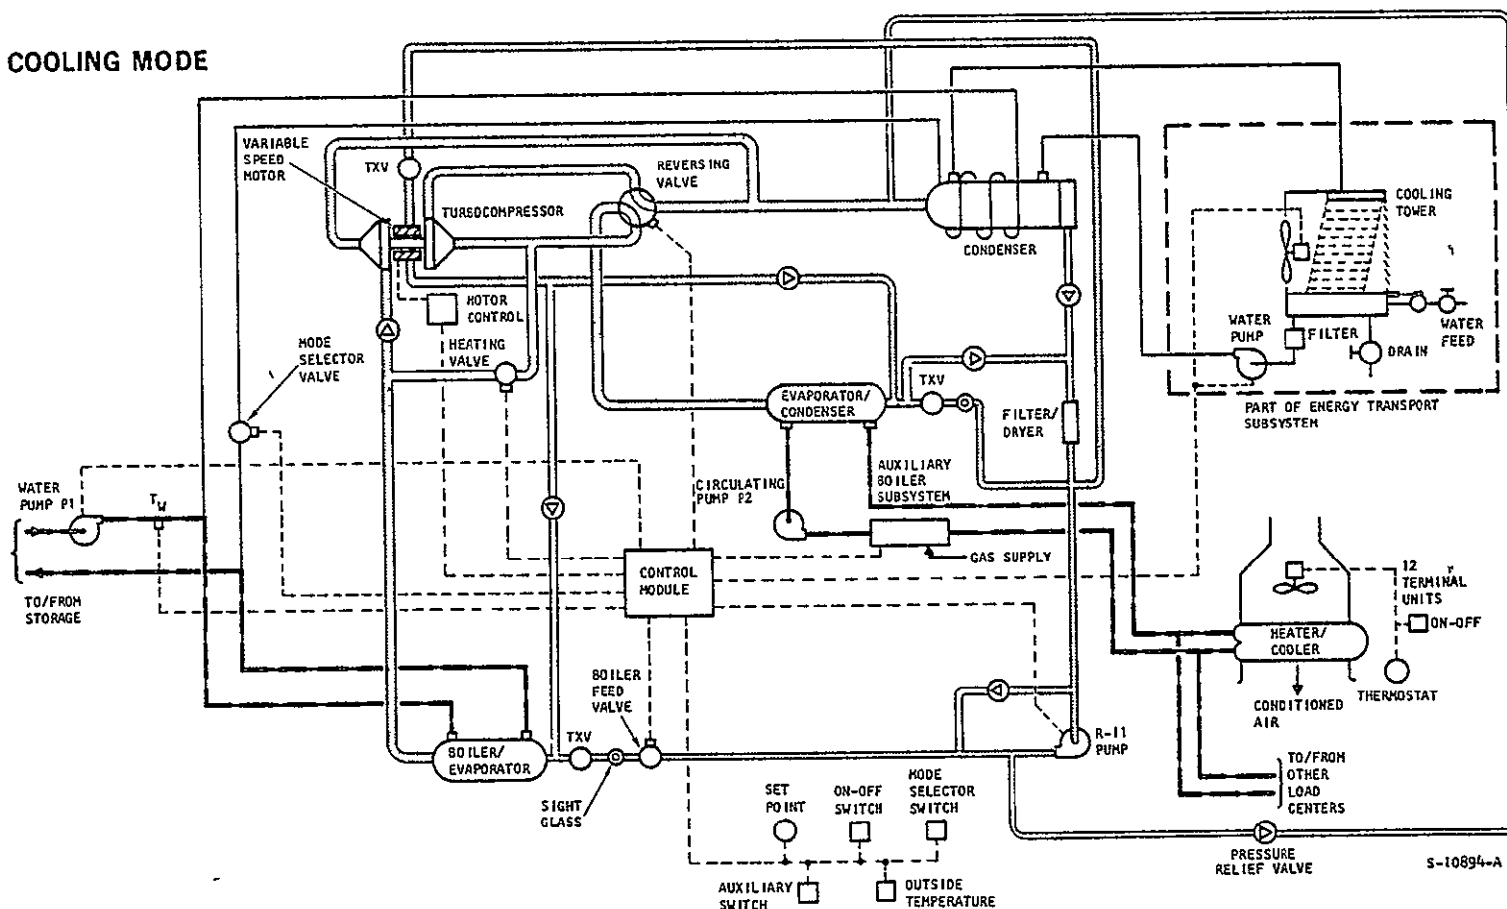 COOLING MODE
VARIABLE
SPEED
MOTOR
TXV
REVERSING
VALVE
TURBOCOMPRESSOR
CONDENSER
COOLING
TOWER
WATER
PUMP
FILTER
DRAIN
WATER
FEED
PART OF ENERGY TRANSPORT
SUBSYSTEM
MOTOR
CONTROL
HEATING
VALVE
MODE
SELECTOR
VALVE
EVAPORATOR/
CONDENSER
TXV
FILTER/
DRYER
WATER
PUMP P1
TW
CIRCULATING
PUMP P2
AUXILIARY
BOILER
SUBSYSTEM
GAS SUPPLY
TO/FROM
STORAGE
CONTROL
MODULE
12
TERMINAL
UNITS
ON-OFF
HEATER/
COOLER
THERMOSTAT
CONDITIONED
AIR
BOILER
FEED
VALVE
BOILER/
EVAPORATOR
TXV
SIGHT
GLASS
R-11
PUMP
TO/FROM
OTHER
LOAD
CENTERS
SET
POINT
ON-OFF
SWITCH
MODE
SELECTOR
SWITCH
AUXILIARY
SWITCH
OUTSIDE
TEMPERATURE
PRESSURE
RELIEF VALVE
S-10894-A